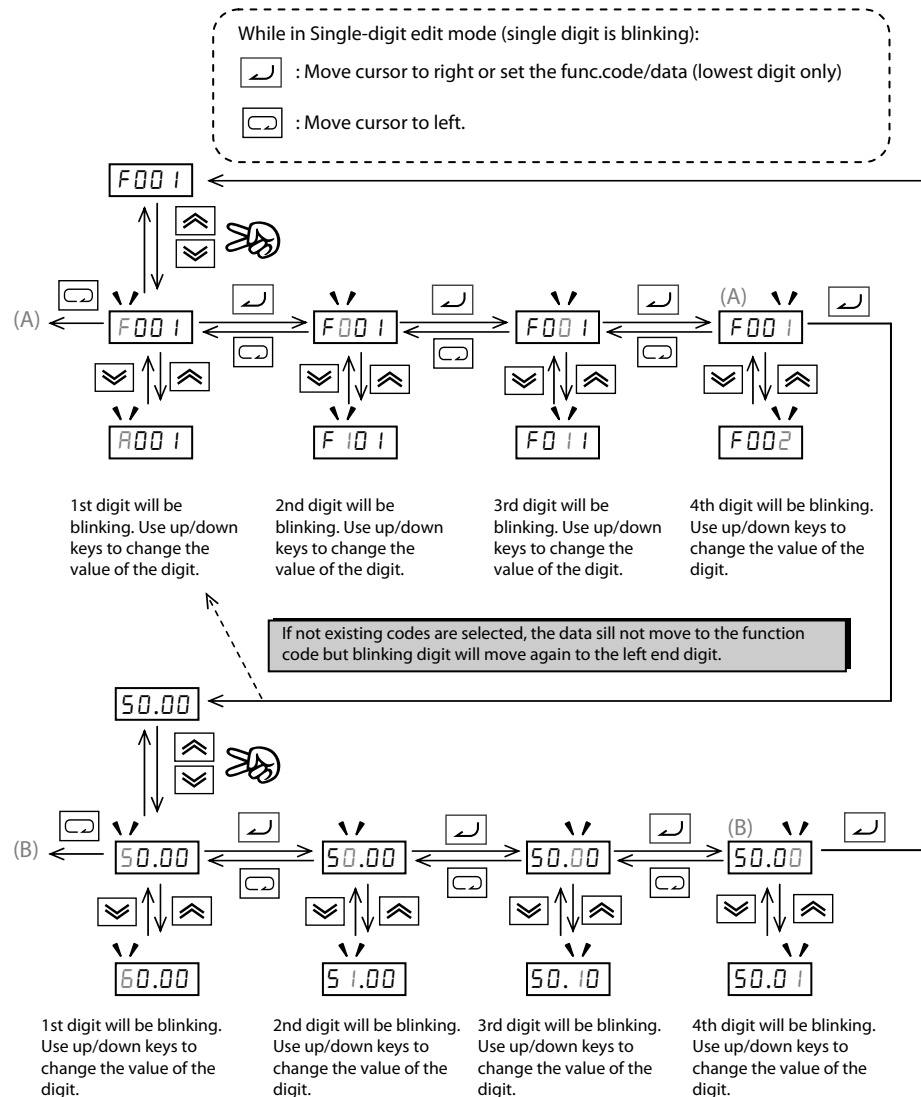 While in Single-digit edit mode (single digit is blinking):
: Move cursor to right or set the func.code/data (lowest digit only)
: Move cursor to left.
F001
(A)
(A)
F001
F001
F001
F001
A001
F101
F011
F002
1st digit will be
blinking. Use up/down
keys to change the
value of the digit.
2nd digit will be
blinking. Use up/down
keys to change the
value of the digit.
3rd digit will be
blinking. Use up/down
keys to change the
value of the digit.
4th digit will be blinking.
Use up/down keys to
change the value of the
digit.
If not existing codes are selected, the data sill not move to the function
code but blinking digit will move again to the left end digit.
50.00
(B)
(B)
50.00
50.00
50.00
50.00
60.00
51.00
50.10
50.01
1st digit will be blinking.
Use up/down keys to
change the value of the
digit.
2nd digit will be blinking.
Use up/down keys to
change the value of the
digit.
3rd digit will be blinking.
Use up/down keys to
change the value of the
digit.
4th digit will be blinking.
Use up/down keys to
change the value of the
digit.